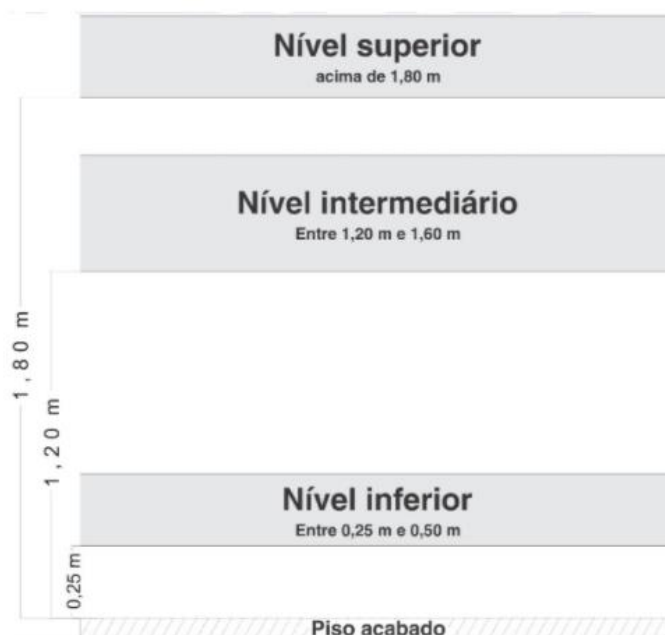 Nível superior
acima de 1,80 m
Nível intermediário
Entre 1,20 m e 1,60 m
1,80 m
1,20 m
Nível inferior
Entre 0,25 m e 0,50 m
0,25 m
Piso acabado